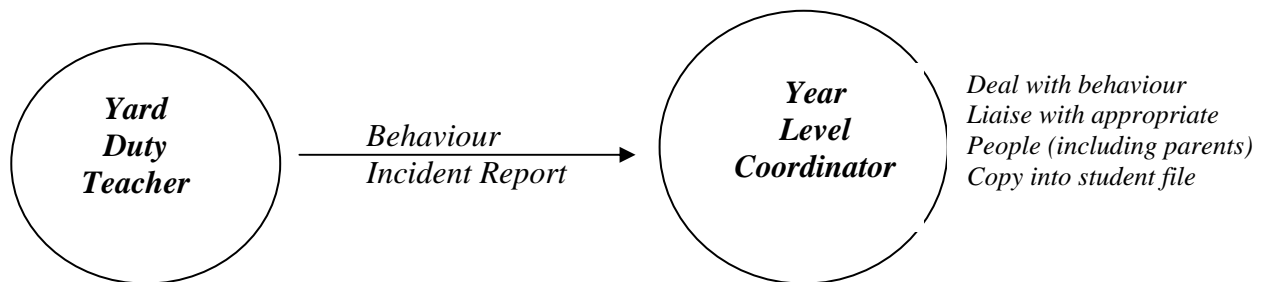 Yard
Duty
Teacher
Behaviour
Incident Report
Year
Level
Coordinator
Deal with behaviour
Liaise with appropriate
People (including parents)
Copy into student file